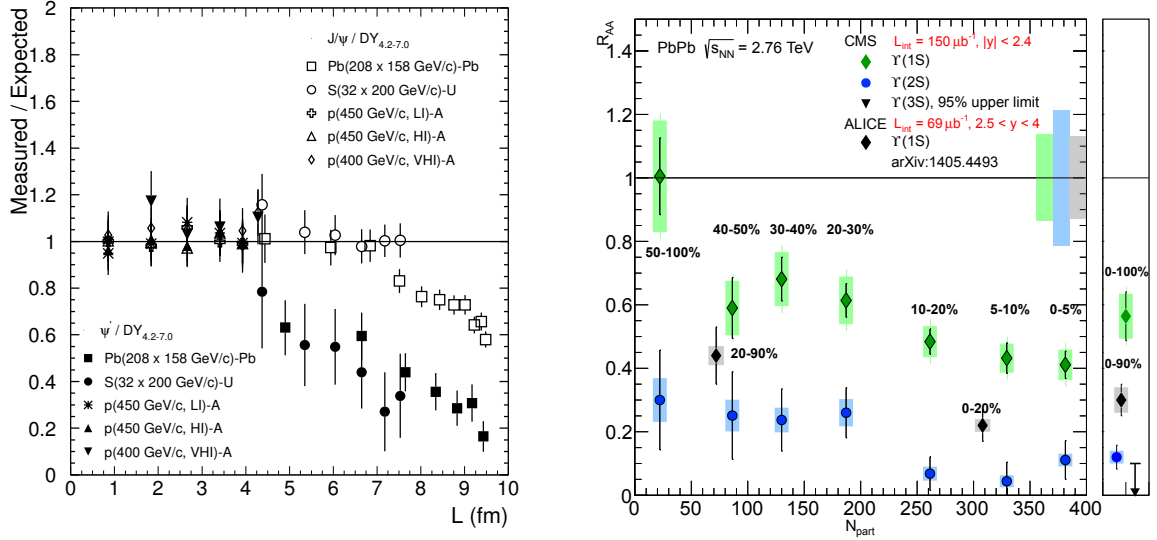 Measured / Expected
2
1.8
1.6
1.4
1.2
1
0.8
0.6
0.4
0.2
0
J/ψ / DY4.2-7.0
Pb(208 x 158 GeV/c)-Pb
S(32 x 200 GeV/c)-U
p(450 GeV/c, LI)-A
p(450 GeV/c, HI)-A
p(400 GeV/c, VHI)-A
ψ' / DY4.2-7.0
Pb(208 x 158 GeV/c)-Pb
S(32 x 200 GeV/c)-U
p(450 GeV/c, LI)-A
p(450 GeV/c, HI)-A
p(400 GeV/c, VHI)-A
0 1 2 3 4 5 6 7 8 9 10
L (fm)
RAA
1.4
1.2
1
0.8
0.6
0.4
0.2
0
PbPb √sNN = 2.76 TeV
CMS Lint = 150 μb-1, |y| < 2.4
ϒ(1S)
ϒ(2S)
ϒ(3S), 95% upper limit
ALICE Lint = 69 μb-1, 2.5 < y < 4
ϒ(1S)
arXiv:1405.4493
40-50% 30-40% 20-30%
50-100%
10-20% 5-10% 0-5%
20-90%
0-20%
0-100%
0-90%
0 50 100 150 200 250 300 350 400
Npart